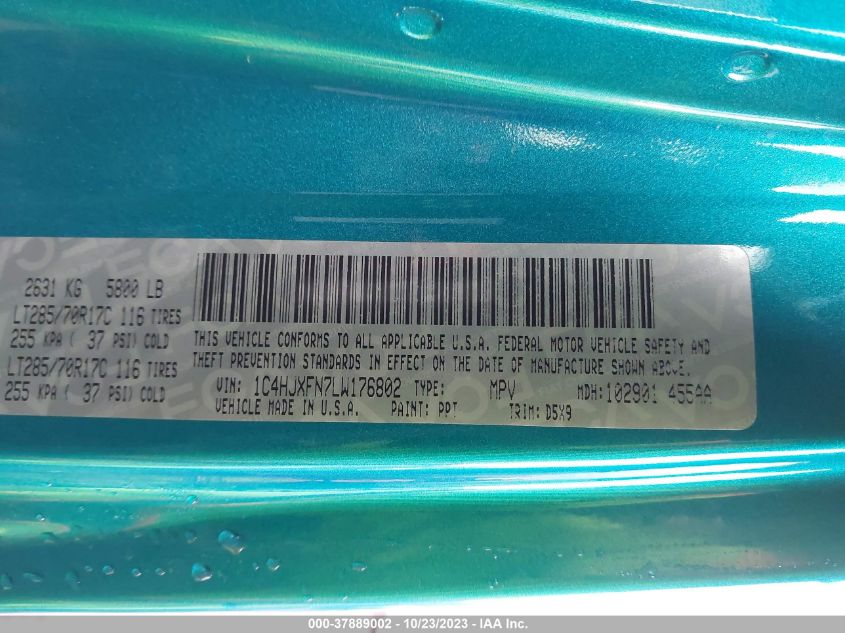 2631 KG 5800 LB
LT285/70R17C 116 TIRES
255 KPA ( 37 PSI) COLD
LT285/70R17C 116 TIRES
255 KPA ( 37 PSI) COLD
THIS VEHICLE CONFORMS TO ALL APPLICABLE U.S.A. FEDERAL MOTOR VEHICLE SAFETY AND
THEFT PREVENTION STANDARDS IN EFFECT ON THE DATE OF MANUFACTURE SHOWN ABOVE.
VIN: 1C4HJXFN7LW176802 TYPE: MPV MDH:102901 455AA
VEHICLE MADE IN U.S.A. PAINT: PPT TRIM: D5X9
000-37889002 - 10/23/2023 - IAA Inc.